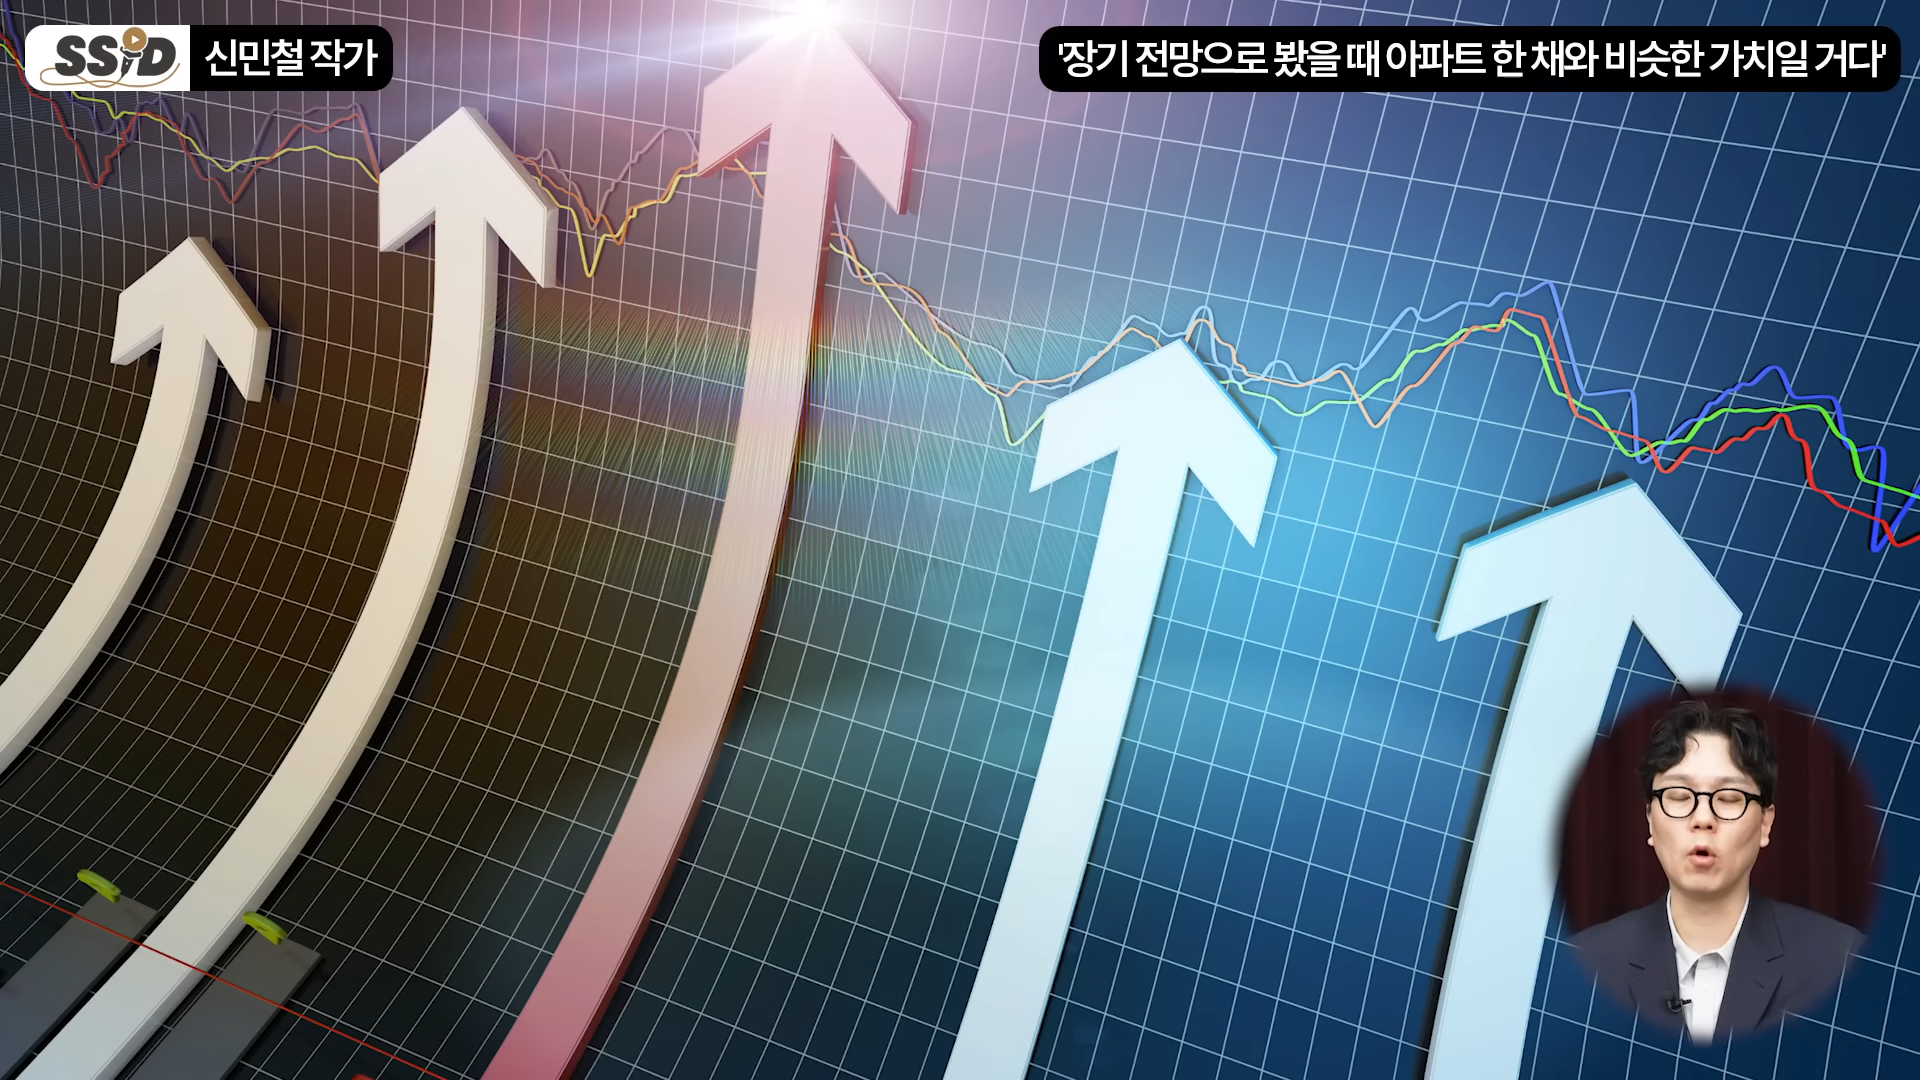 SSiD
신민철 작가
'장기 전망으로 봤을 때 아파트 한 채와 비슷한 가치일 거다'